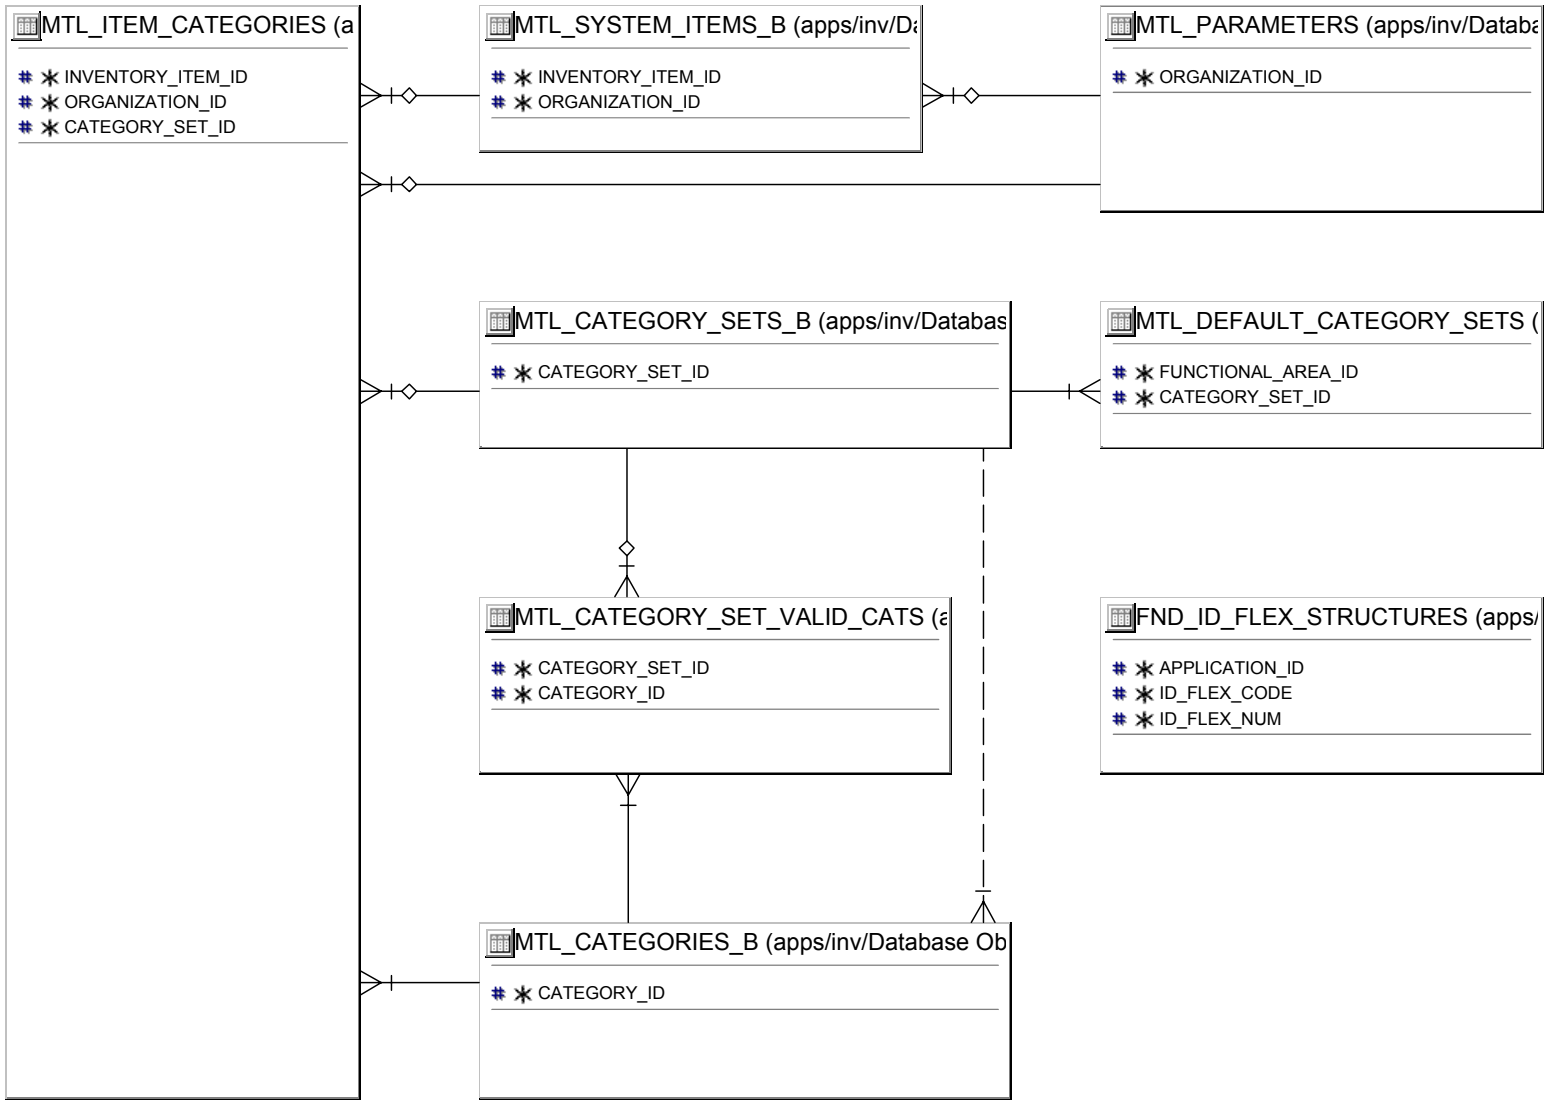 MTL_ITEM_CATEGORIES (a
# * INVENTORY_ITEM_ID
# * ORGANIZATION_ID
# * CATEGORY_SET_ID
MTL_SYSTEM_ITEMS_B (apps/inv/Da
# * INVENTORY_ITEM_ID
# * ORGANIZATION_ID
MTL_PARAMETERS (apps/inv/Databa
# * ORGANIZATION_ID
MTL_CATEGORY_SETS_B (apps/inv/Databas
# * CATEGORY_SET_ID
MTL_DEFAULT_CATEGORY_SETS (
# * FUNCTIONAL_AREA_ID
# * CATEGORY_SET_ID
MTL_CATEGORY_SET_VALID_CATS (a
# * CATEGORY_SET_ID
# * CATEGORY_ID
FND_ID_FLEX_STRUCTURES (apps/
# * APPLICATION_ID
# * ID_FLEX_CODE
# * ID_FLEX_NUM
MTL_CATEGORIES_B (apps/inv/Database Ob
# * CATEGORY_ID